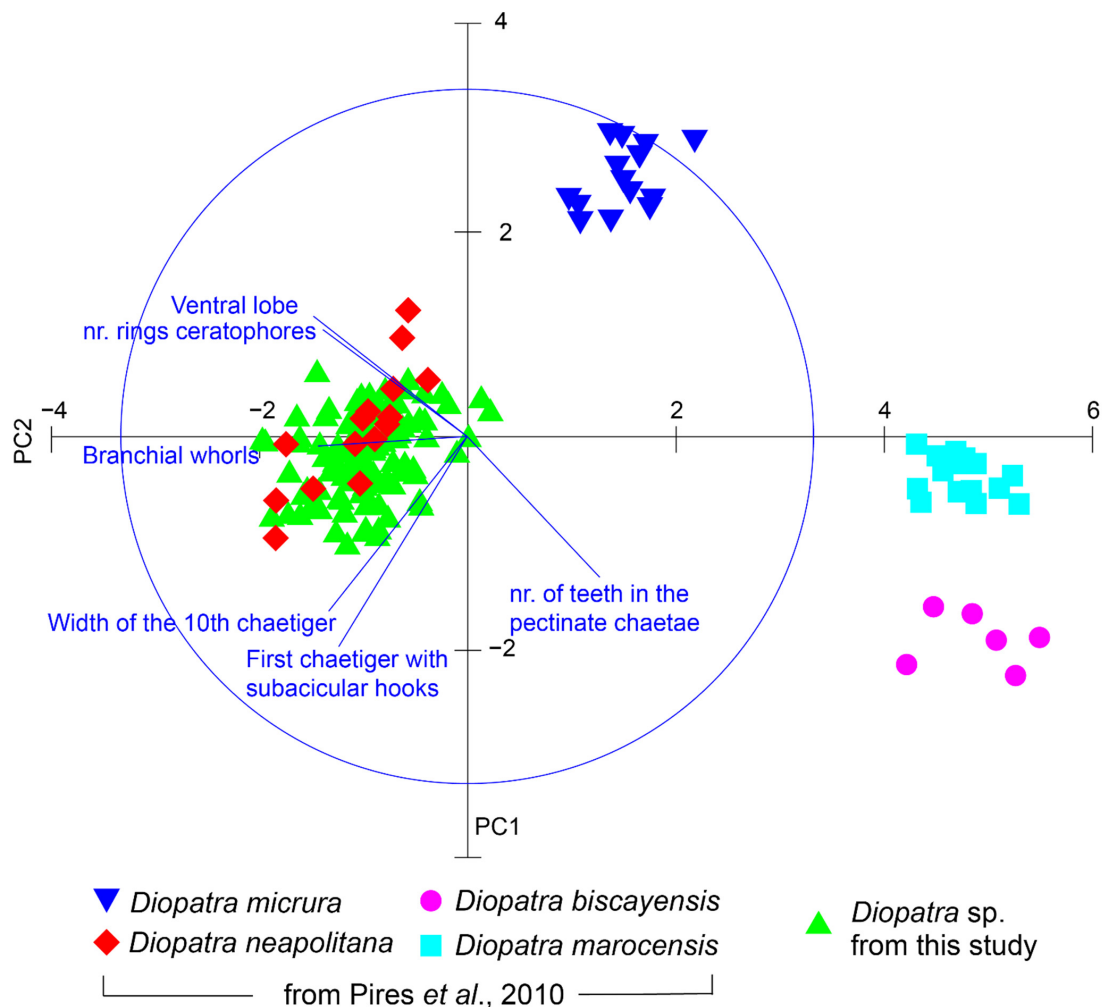 4
2
Ventral lobe
nr. rings ceratophores
−4
−2
2
4
6
PC2
Branchial whorls
nr. of teeth in the
pectinate chaetae
Width of the 10th chaetiger
First chaetiger with
subacicular hooks
−2
PC1
Diopatra micrura
Diopatra biscayensis
Diopatra sp.
from this study
Diopatra neapolitana
Diopatra marocensis
from Pires et al., 2010